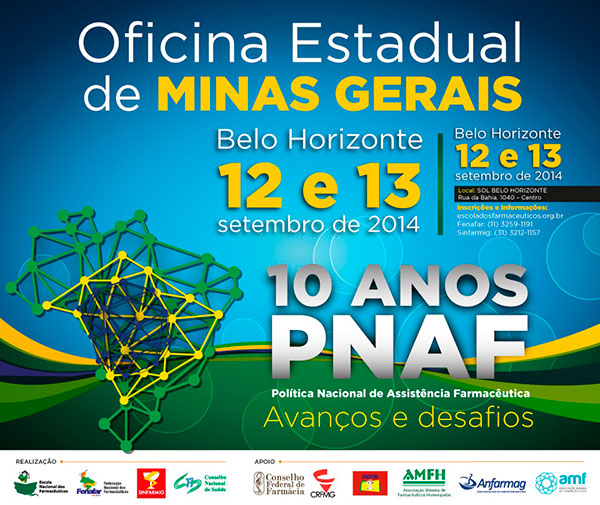 Oficina Estadual
de MINAS GERAIS
Belo Horizonte
12 e 13
setembro de 2014
Belo Horizonte
12 e 13
setembro de 2014
Local: SOL BELO HORIZONTE
Rua da Bahia, 1040 - Centro
Inscrições e informações:
escoladosfarmaceuticos.org.br
Fenafar: (11) 3259-1191
Sinfarmig: (31) 3212-1157
10 ANOS
PNAF
Política Nacional de Assistência Farmacêutica
Avanços e desafios
REALIZAÇÃO
APOIO
Escola
Nacional dos
Farmacêuticos
Fenafar
Federação
Nacional dos
Farmacêuticos
SINFARMIG
Conselho
Nacional
de Saúde
Conselho
Federal de
Farmácia
CRFMG
AMFH
Associação Mineira de
Farmacêuticos Homeopatas
Anfarmag
amf